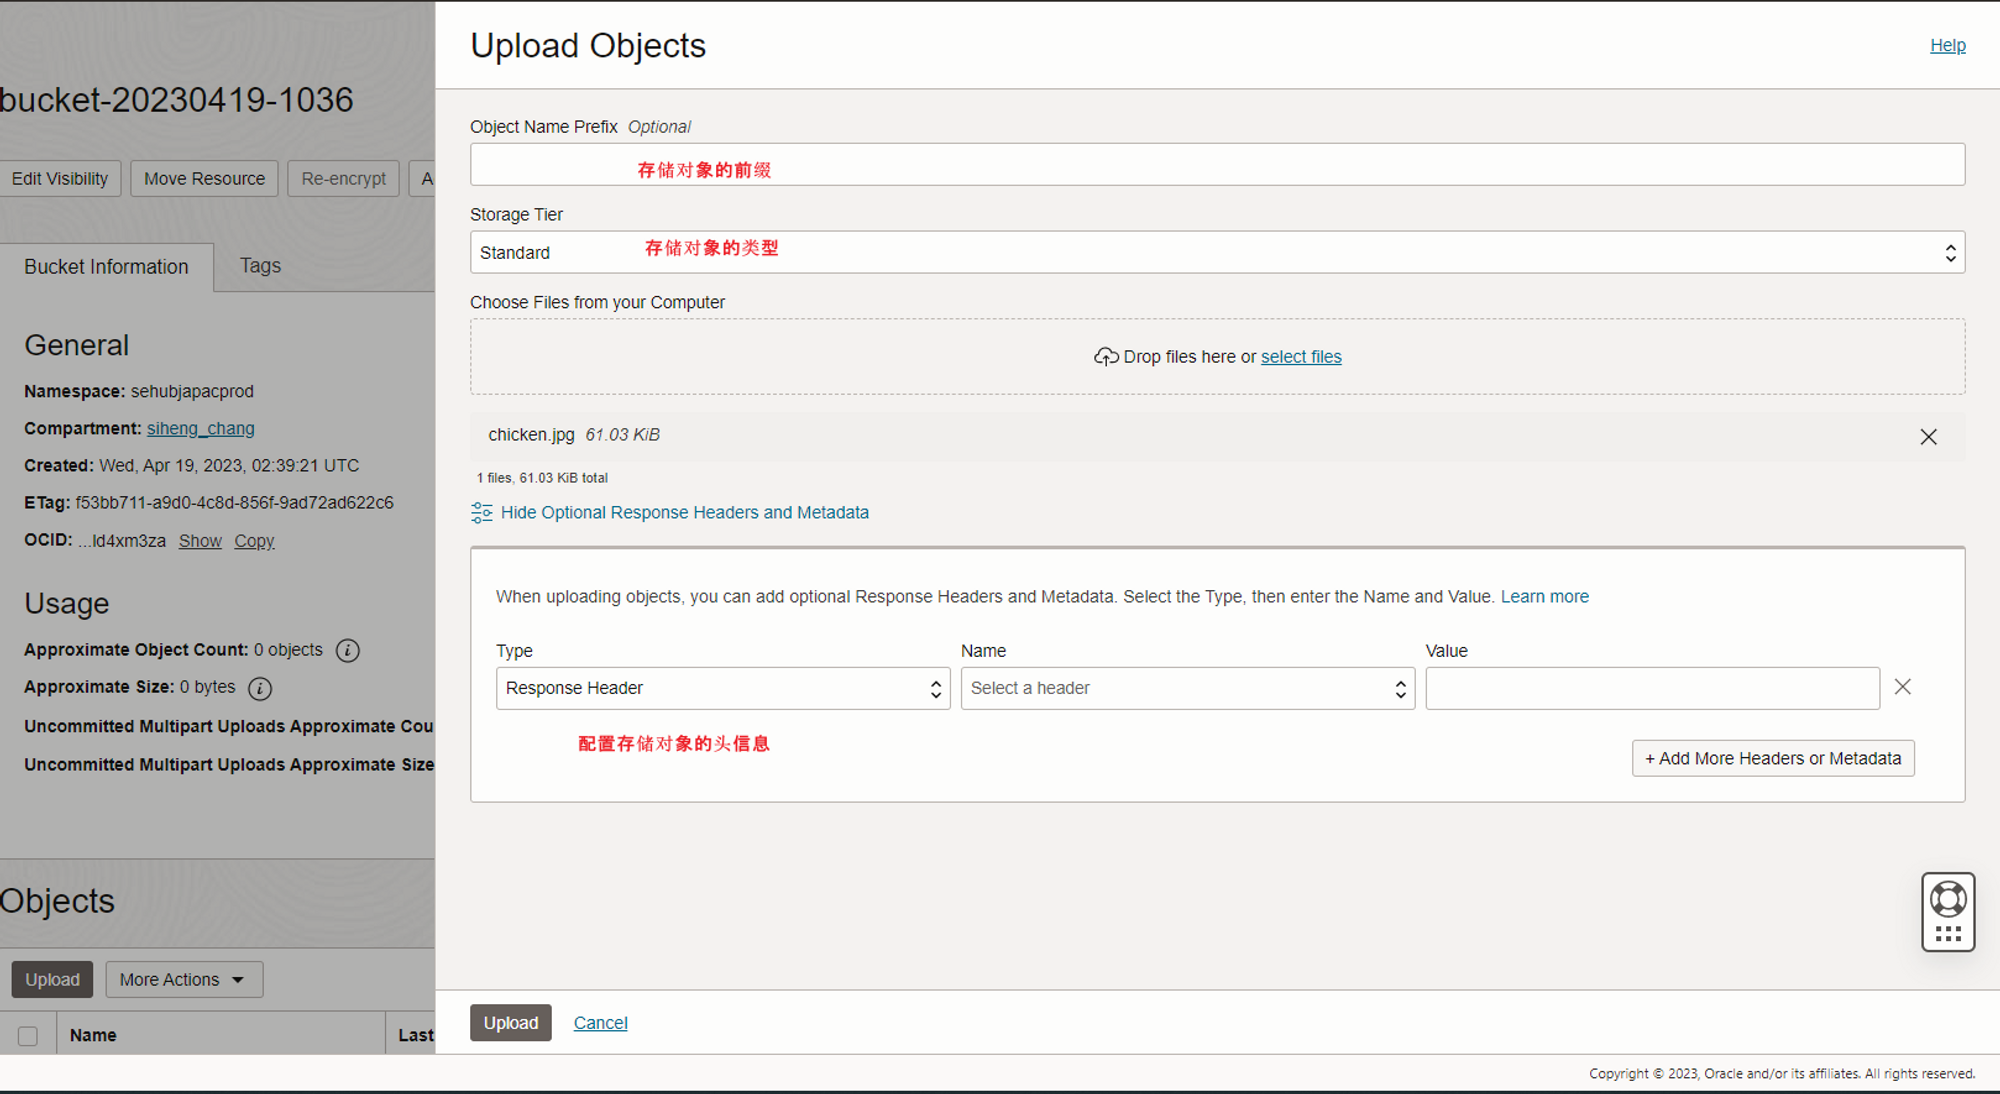 bucket-20230419-1036
Edit Visibility
Move Resource
Re-encrypt
A
Bucket Information
Tags
General
Namespace: sehubjapacprod
Compartment: siheng_chang
Created: Wed, Apr 19, 2023, 02:39:21 UTC
ETag: f53bb711-a9d0-4c8d-856f-9ad72ad622c6
OCID: ...ld4xm3za Show Copy
Usage
Approximate Object Count: 0 objects
Approximate Size: 0 bytes
Uncommitted Multipart Uploads Approximate Cou
Uncommitted Multipart Uploads Approximate Size
Objects
Upload
More Actions
Name
Last
Upload Objects
Help
Object Name Prefix Optional
存储对象的前缀
Storage Tier
Standard
存储对象的类型
Choose Files from your Computer
Drop files here or select files
chicken.jpg 61.03 KiB
1 files, 61.03 KiB total
Hide Optional Response Headers and Metadata
When uploading objects, you can add optional Response Headers and Metadata. Select the Type, then enter the Name and Value. Learn more
Type
Name
Value
Response Header
Select a header
配置存储对象的头信息
+ Add More Headers or Metadata
Upload
Cancel
Copyright © 2023, Oracle and/or its affiliates. All rights reserved.